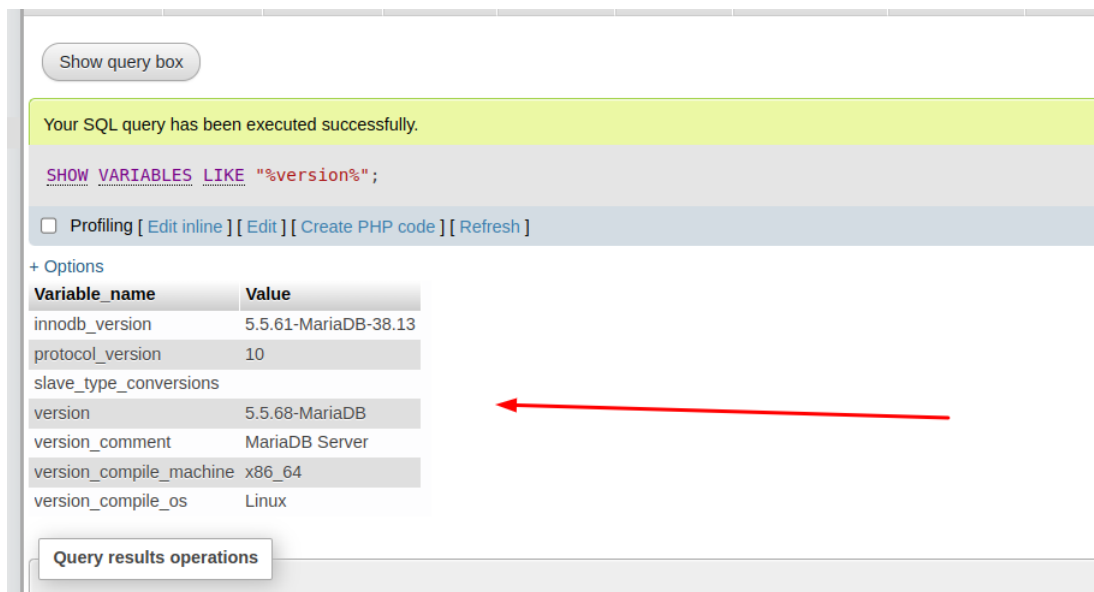 Show query box
Your SQL query has been executed successfully.
SHOW VARIABLES LIKE "%version%";
Profiling [ Edit inline ] [ Edit ] [ Create PHP code ] [ Refresh ]
+ Options
Variable_name Value
innodb_version 5.5.61-MariaDB-38.13
protocol_version 10
slave_type_conversions
version 5.5.68-MariaDB
version_comment MariaDB Server
version_compile_machine x86_64
version_compile_os Linux
Query results operations